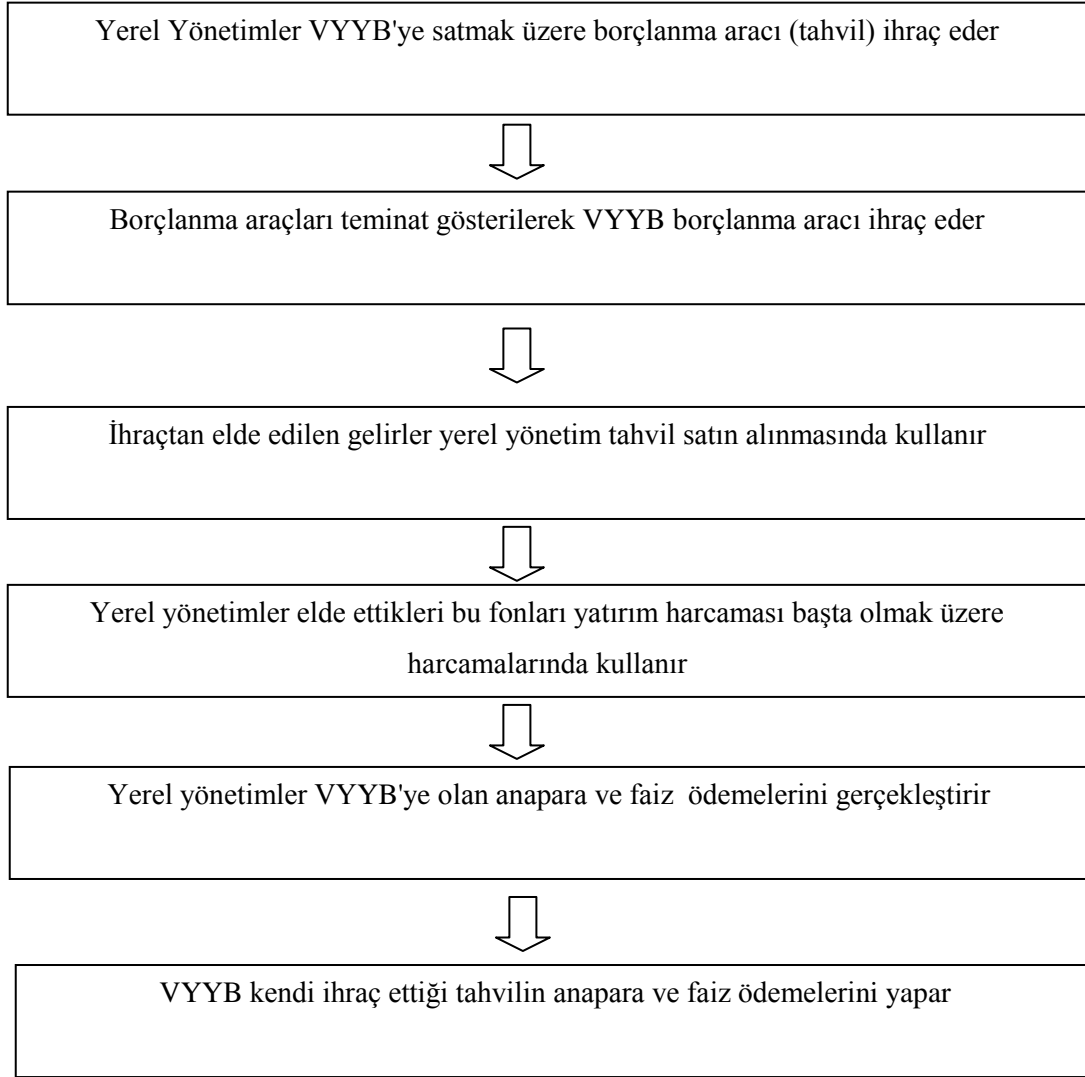 Yerel Yönetimler VYYB'ye satmak üzere borçlanma aracı (tahvil) ihraç eder
Borçlanma araçları teminat gösterilerek VYYB borçlanma aracı ihraç eder
İhraçtan elde edilen gelirler yerel yönetim tahvil satın alınmasında kullanır
Yerel yönetimler elde ettikleri bu fonları yatırım harcaması başta olmak üzere
harcamalarında kullanır
Yerel yönetimler VYYB'ye olan anapara ve faiz ödemelerini gerçekleştirir
VYYB kendi ihraç ettiği tahvilin anapara ve faiz ödemelerini yapar